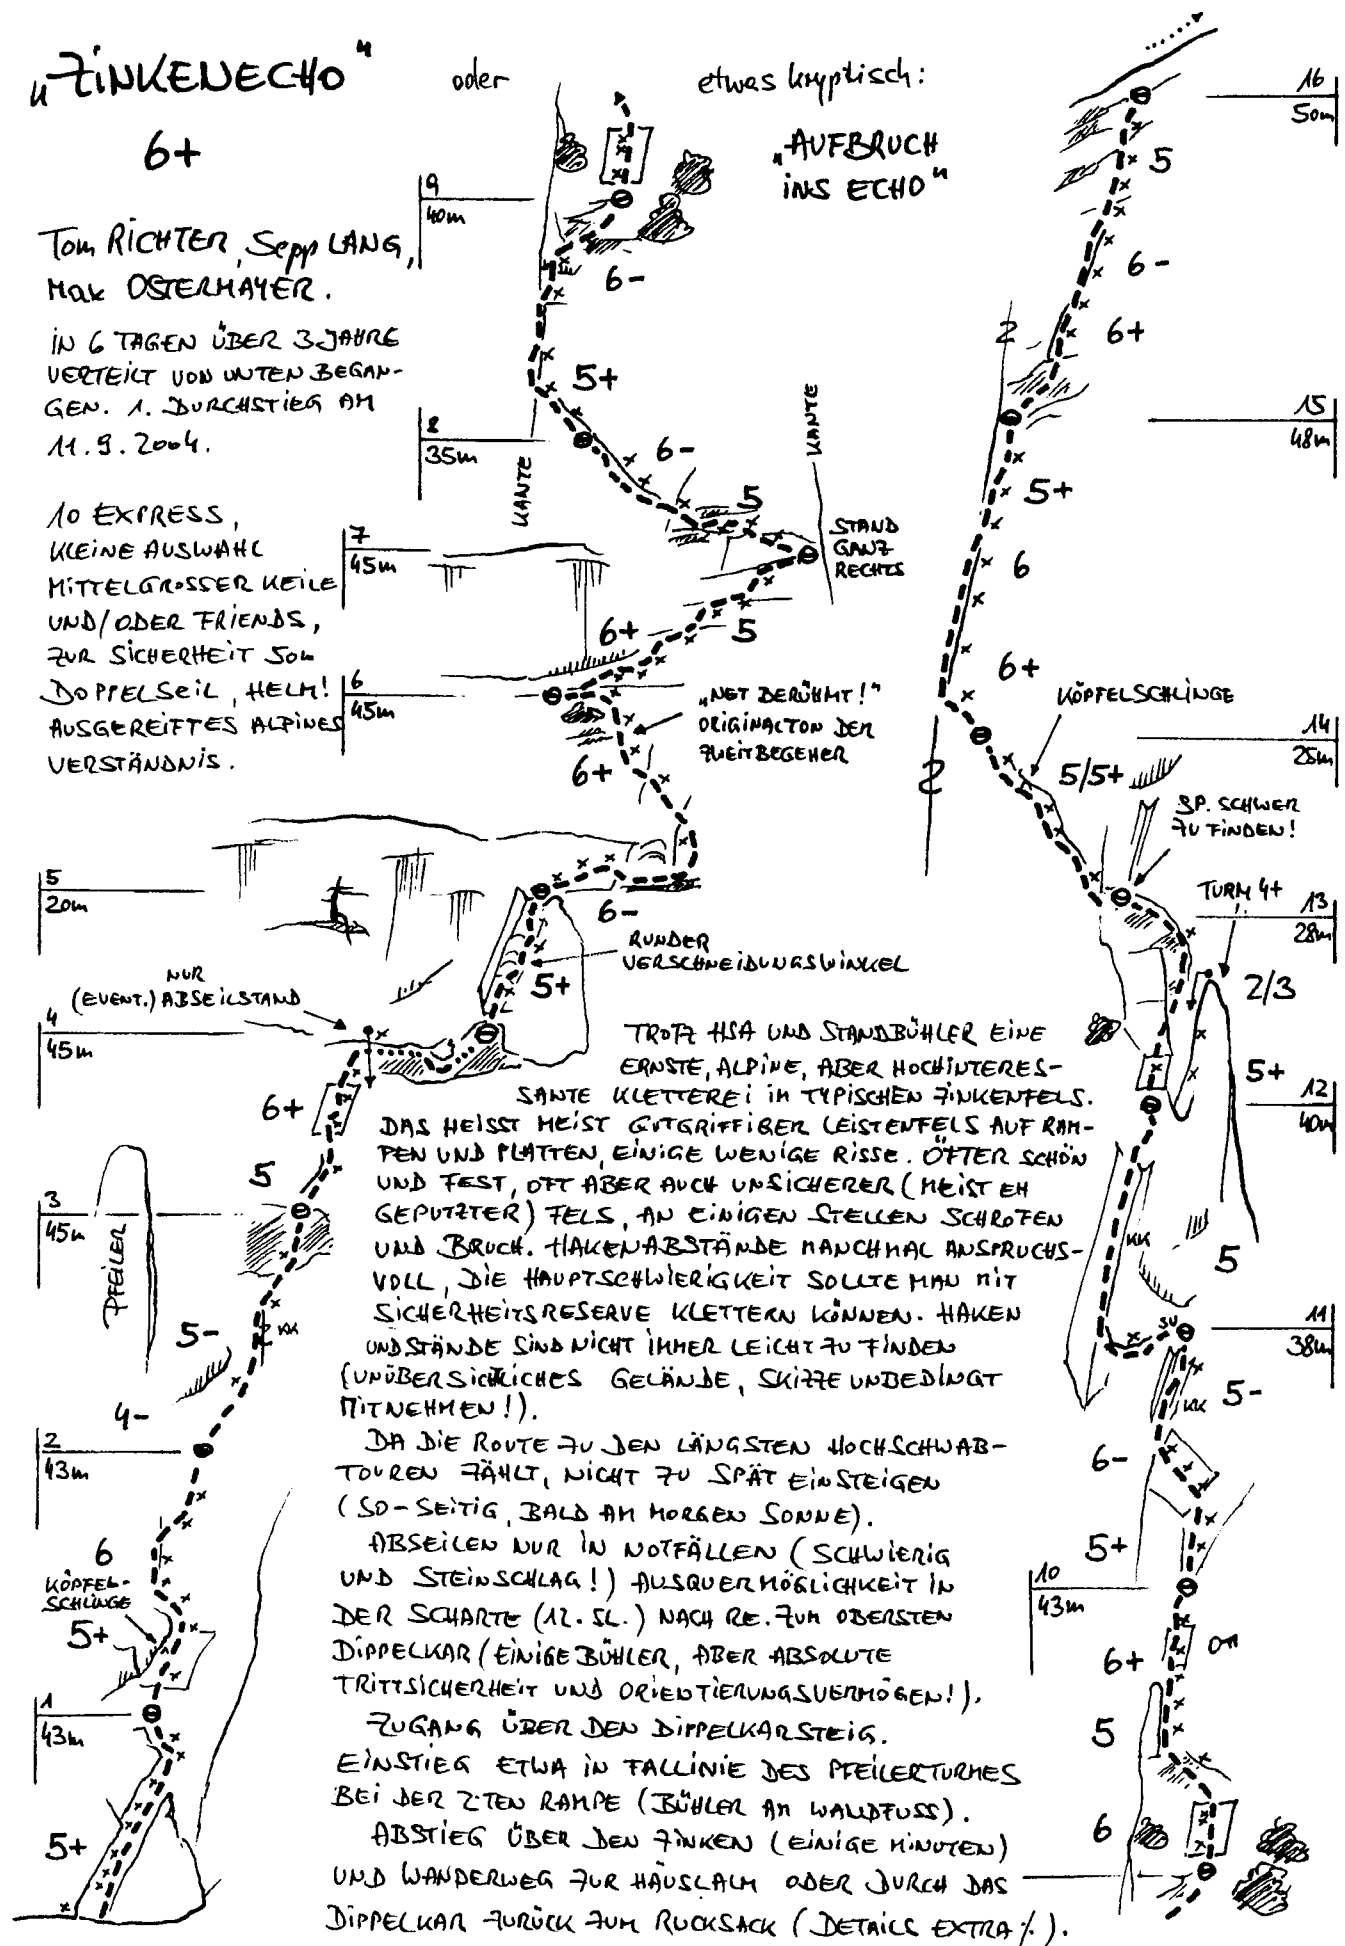 „ZINKENECHO“
oder
etwas kryptisch:
6+
„AUFBRUCH
INS ECHO“
Tom RICHTER, Sepp LANG,
Max OSTERMAYER.
IN 6 TAGEN ÜBER 3 JAHRE
VERTEILT VON UNTEN BEGAN-
GEN. 1. DURCHSTIEG AM
11.9.2004.
10 EXPRESS,
KLEINE AUSWAHL
MITTELGROSSER KEILE
UND/ODER FRIENDS,
ZUR SICHERHEIT 50m
DOPPELSEIL, HELM!
AUSGEREIFTES ALPINES
VERSTÄNDNIS.
9
40m
6-
5+
8
35m
KANTE
6-
5
KANTE
STAND
GANZ
RECHTS
7
45m
6+
5
6
45m
„NET BERÜHMT!“
ORIGINALTON DER
ZWEITBEGEHER
6+
5
20m
6-
RUNDER
VERSCHNEIDUNGSWINKEL
5+
NUR
(EVENT.) ABSEILSTAND
4
45m
6+
5
3
45m
PFEILER
5-
KK
4-
2
43m
6
KÖPFEL-
SCHLINGE
5+
1
43m
5+
TROTZ HSA UND STANDBÜHLER EINE
ERNSTE, ALPINE, ABER HOCHINTERES-
SANTE KLETTEREI IM TYPISCHEN ZINKENFELS.
DAS HEISST MEIST GUTGRIFFIGER LEISTENFELS AUF RAM-
PEN UND PLATTEN, EINIGE WENIGE RISSE. ÖFTER SCHÖN
UND FEST, OFT ABER AUCH UNSICHERER (MEIST EH
GEPUTZTER) FELS, AN EINIGEN STELLEN SCHROFEN
UND BRUCH. HAKENABSTÄNDE MANCHMAL ANSPRUCHS-
VOLL, DIE HAUPTSCHWIERIGKEIT SOLLTE MAN MIT
SICHERHEITSRESERVE KLETTERN KÖNNEN. HAKEN
UND STÄNDE SIND NICHT IMMER LEICHT ZU FINDEN
(UNÜBERSICHTLICHES GELÄNDE, SKIZZE UNBEDINGT
MITNEHMEN!).
DA DIE ROUTE ZU DEN LÄNGSTEN HOCHSCHWAB-
TOUREN ZÄHLT, NICHT ZU SPÄT EINSTEIGEN
(SO-SEITIG, BALD AM MORGEN SONNE).
ABSEILEN NUR IN NOTFÄLLEN (SCHWIERIG
UND STEINSCHLAG!) AUSQUERMÖGLICHKEIT IN
DER SCHARTE (12. SL.) NACH RE. ZUM OBERSTEN
DIPPELKAR (EINIGE BÜHLER, ABER ABSOLUTE
TRITTSICHERHEIT UND ORIENTIERUNGSVERMÖGEN!).
ZUGANG ÜBER DEN DIPPELKARSTEIG.
EINSTIEG ETWA IN FALLINIE DES PFEILERTURMES
BEI DER 2TEN RAMPE (BÜHLER AM WANDFUSS).
ABSTIEG ÜBER DEN ZINKEN (EINIGE MINUTEN)
UND WANDERWEG ZUR HÄUSLALM ODER DURCH DAS
DIPPELKAR ZURÜCK ZUM RUCKSACK (DETAILS EXTRA ./.).
16
50m
5
6-
6+
2
15
48m
5+
6
6+
KÖPFELSCHLINGE
14
25m
2
5/5+
BP. SCHWER
ZU FINDEN!
TURM 4+
13
28m
2/3
5+
12
40m
KK
5
SU
11
38m
5-
KK
6-
5+
10
43m
6+
5
6